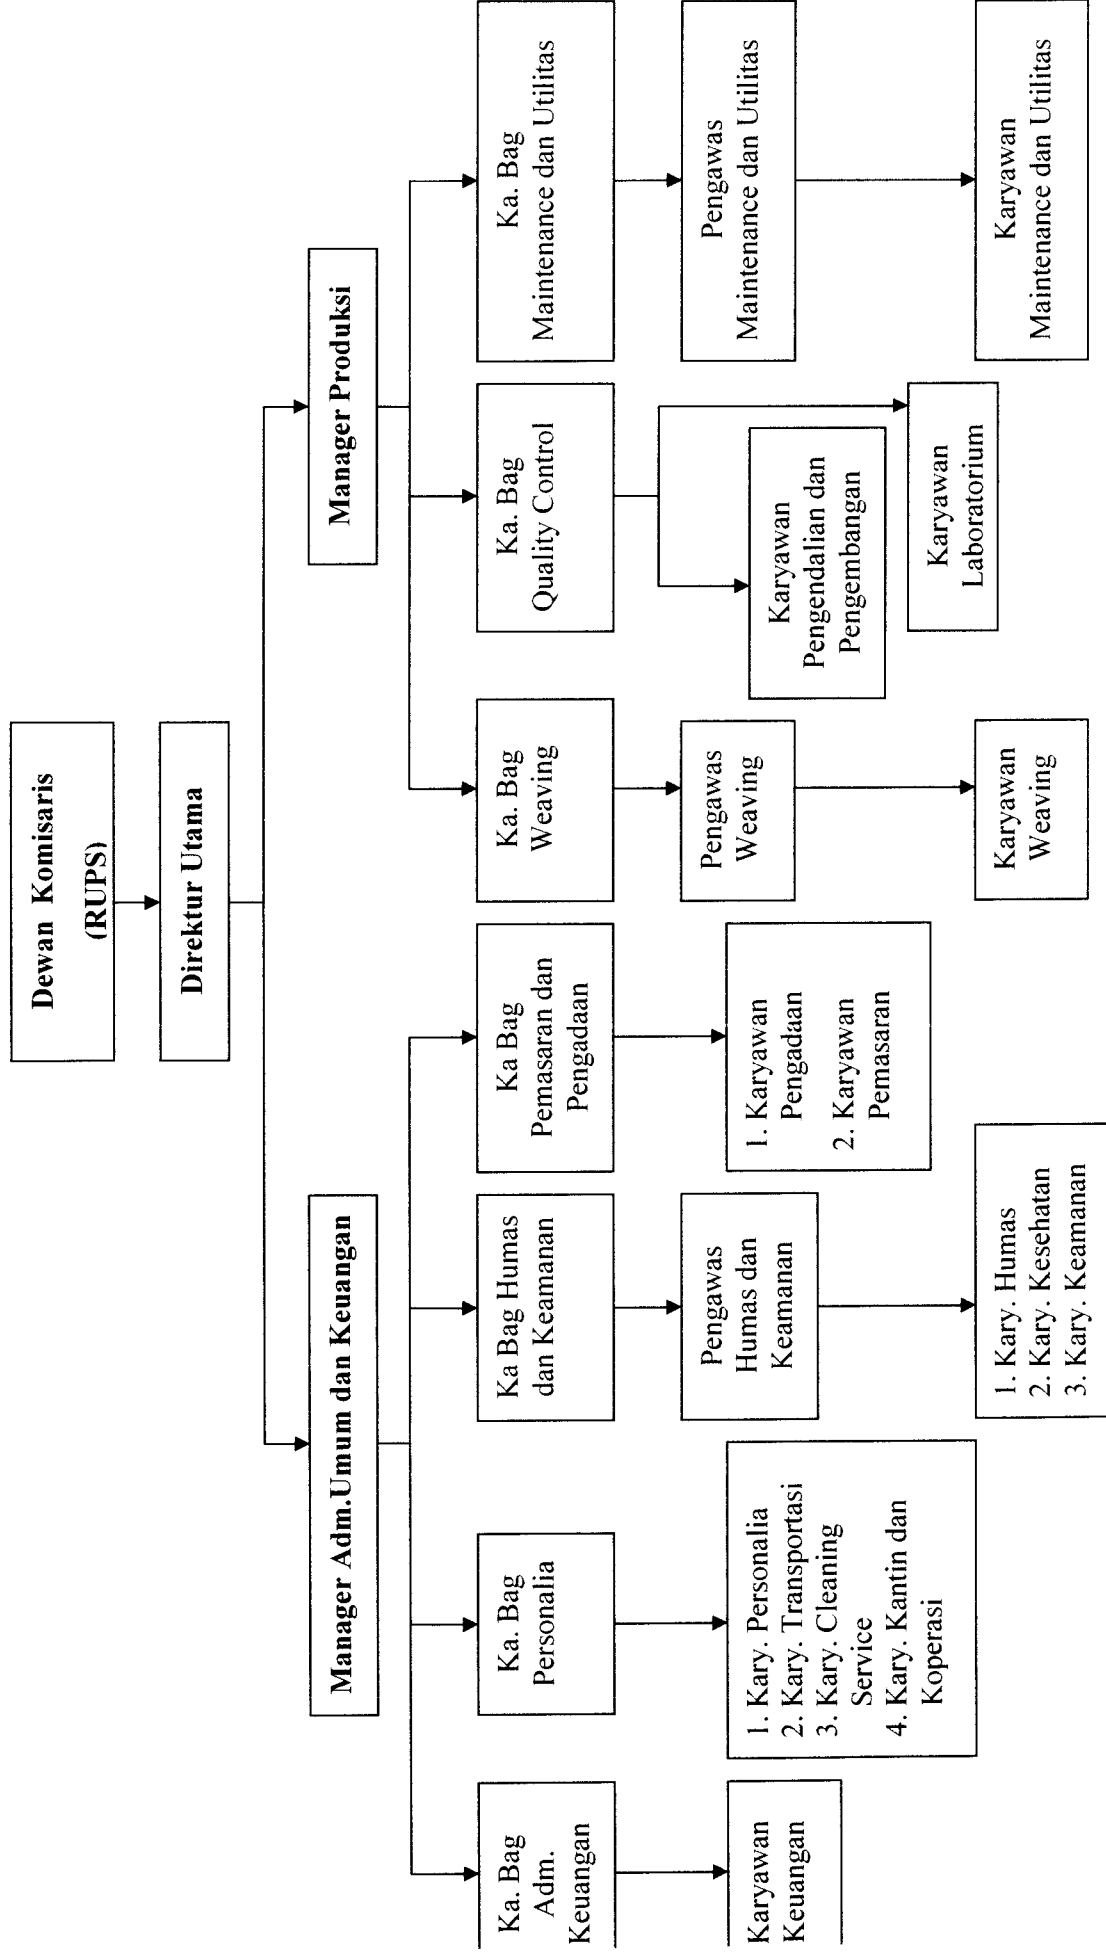 Dewan Komisaris
(RUPS)
Direktur Utama
Manager Adm.Umum dan Keuangan
Manager Produksi
Ka. Bag
Adm.
Keuangan
Ka. Bag
Personalia
Ka Bag Humas
dan Keamanan
Ka Bag
Pemasaran dan
Pengadaan
Ka. Bag
Weaving
Ka. Bag
Quality Control
Ka. Bag
Maintenance dan Utilitas
Karyawan
Keuangan
1. Kary. Personalia
2. Kary. Transportasi
3. Kary. Cleaning
Service
4. Kary. Kantin dan
Koperasi
Pengawas
Humas dan
Keamanan
1. Karyawan
Pengadaan
2. Karyawan
Pemasaran
Pengawas
Weaving
Karyawan
Pengendalian dan
Pengembangan
Karyawan
Laboratorium
Pengawas
Maintenance dan Utilitas
1. Kary. Humas
2. Kary. Kesehatan
3. Kary. Keamanan
Karyawan
Weaving
Karyawan
Maintenance dan Utilitas